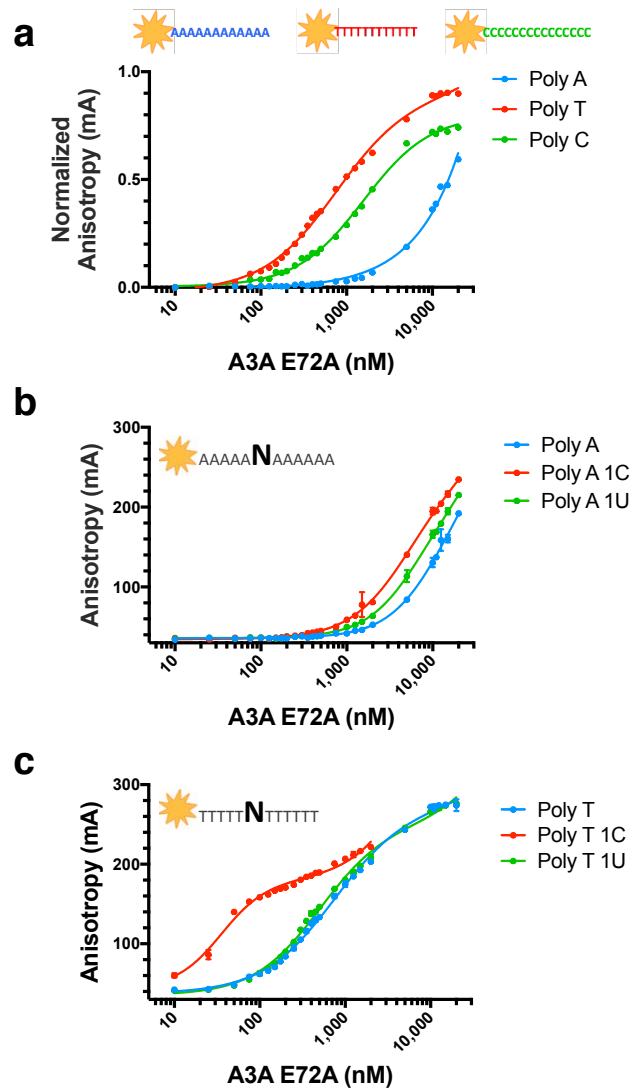 a
AAAAAAAAAAAA
TTTTTTTTTTTT
CCCCCCCCCCCCCCC
Normalized
Anisotropy (mA)
1.0
0.5
0.0
10
100
1,000
10,000
A3A E72A (nM)
Poly A
Poly T
Poly C
b
AAAAANAAAAAA
Anisotropy (mA)
300
200
100
10
100
1,000
10,000
A3A E72A (nM)
Poly A
Poly A 1C
Poly A 1U
c
TTTTTNTTTTTT
Anisotropy (mA)
300
200
100
10
100
1,000
10,000
A3A E72A (nM)
Poly T
Poly T 1C
Poly T 1U